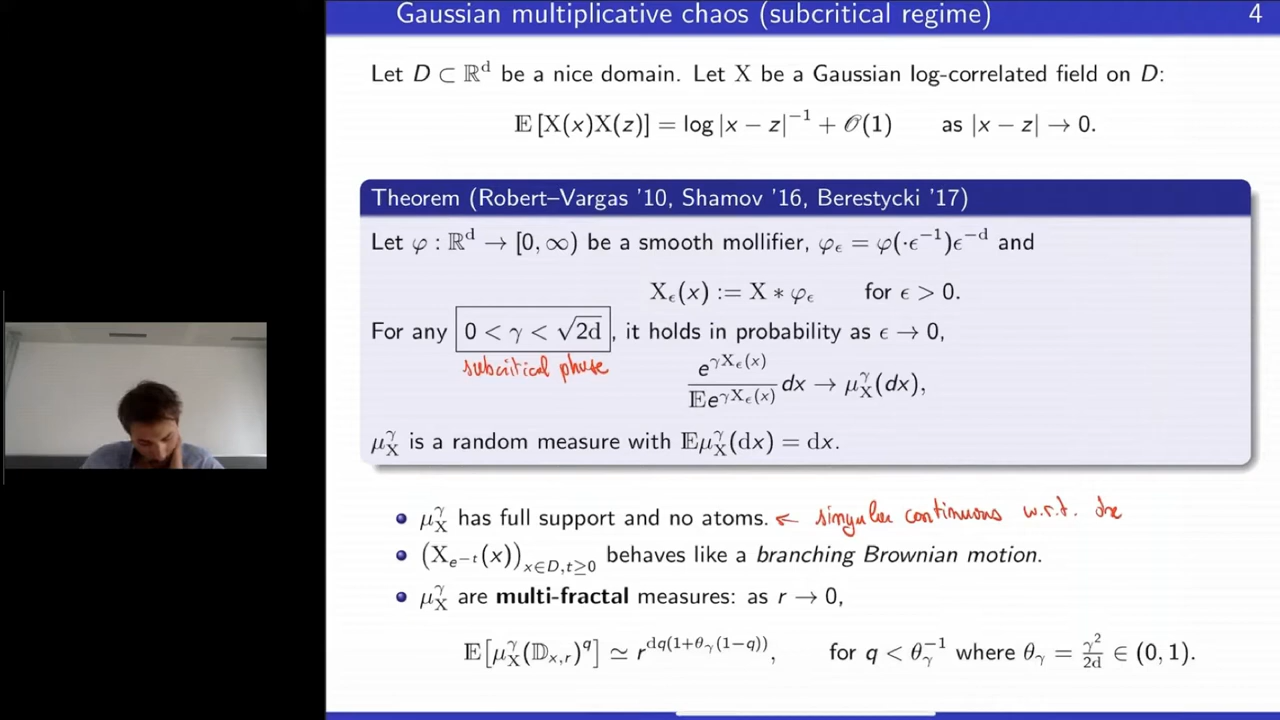 Gaussian multiplicative chaos (subcritical regime) 4
Let D ⊂ ℝᵈ be a nice domain. Let X be a Gaussian log-correlated field on D:
𝔼 [X(x)X(z)] = log |x − z|⁻¹ + 𝒪(1) as |x − z| → 0.
Theorem (Robert–Vargas '10, Shamov '16, Berestycki '17)
Let φ : ℝᵈ → [0, ∞) be a smooth mollifier, φ_ϵ = φ(·ϵ⁻¹)ϵ⁻ᵈ and
X_ϵ(x) := X ∗ φ_ϵ for ϵ > 0.
For any 0 < γ < √2d , it holds in probability as ϵ → 0,
subcritical phase
e^{γX_ϵ(x)} / 𝔼e^{γX_ϵ(x)} dx → μ_X^γ(dx),
μ_X^γ is a random measure with 𝔼μ_X^γ(dx) = dx.
• μ_X^γ has full support and no atoms. ← singular continuous w.r.t. dx
• (X_{e^{−t}}(x))_{x∈D,t≥0} behaves like a branching Brownian motion.
• μ_X^γ are multi-fractal measures: as r → 0,
𝔼[μ_X^γ(𝔻_{x,r})^q] ≃ r^{dq(1+θ_γ(1−q))}, for q < θ_γ^{−1} where θ_γ = γ²/2d ∈ (0, 1).